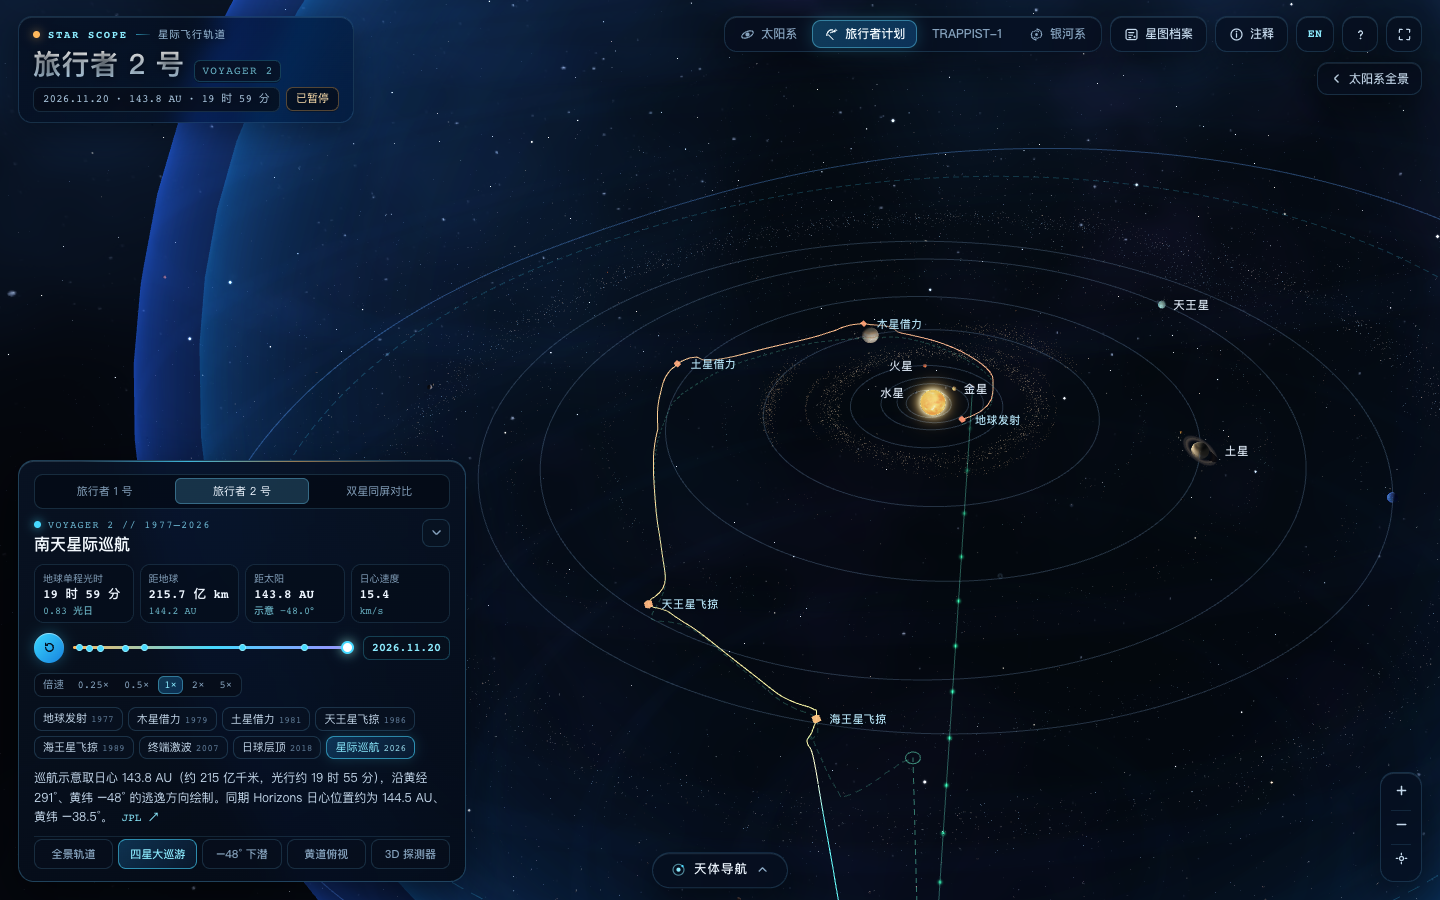 STAR SCOPE — 星际飞行轨道
旅行者 2 号 VOYAGER 2
2026.11.20 · 143.8 AU · 19 时 59 分 已暂停
太阳系 旅行者计划 TRAPPIST-1 银河系 星图档案 注释 EN ?
太阳系全景
天王星
木星借力
土星借力
火星
水星
金星
地球发射
土星
天王星飞掠
海王星飞掠
旅行者 1 号 旅行者 2 号 双星同屏对比
VOYAGER 2 // 1977—2026
南天星际巡航
地球单程光时 距地球 距太阳 日心速度
19 时 59 分 215.7 亿 km 143.8 AU 15.4
0.83 光日 144.2 AU 示意 −48.0° km/s
2026.11.20
倍速 0.25× 0.5× 1× 2× 5×
地球发射 1977 木星借力 1979 土星借力 1981 天王星飞掠 1986
海王星飞掠 1989 终端激波 2007 日球层顶 2018 星际巡航 2026
巡航示意取日心 143.8 AU（约 215 亿千米，光行约 19 时 55 分），沿黄经
291°、黄纬 −48° 的逃逸方向绘制。同期 Horizons 日心位置约为 144.5 AU、
黄纬 −38.5°。 JPL ↗
全景轨道 四星大巡游 −48° 下潜 黄道俯视 3D 探测器
天体导航
+
−